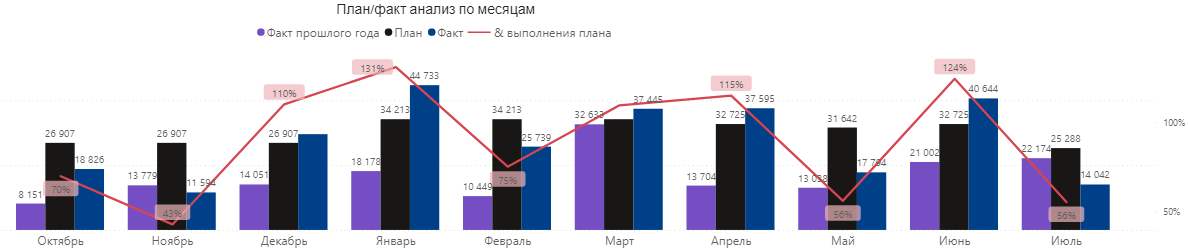 План/факт анализ по месяцам
Факт прошлого года План Факт & выполнения плана
131% 44 733 124%
110% 115% 40 644
34 213 34 213 32 633 37 445 32 725 37 595 31 642 32 725 100%
26 907 26 907 26 907 25 739 25 288
18 826 18 178 21 002 22 174
8 151 70% 13 779 11 594 14 051 10 449 75% 13 704 13 038 17 794 14 042
43% 56% 56% 50%
Октябрь Ноябрь Декабрь Январь Февраль Март Апрель Май Июнь Июль